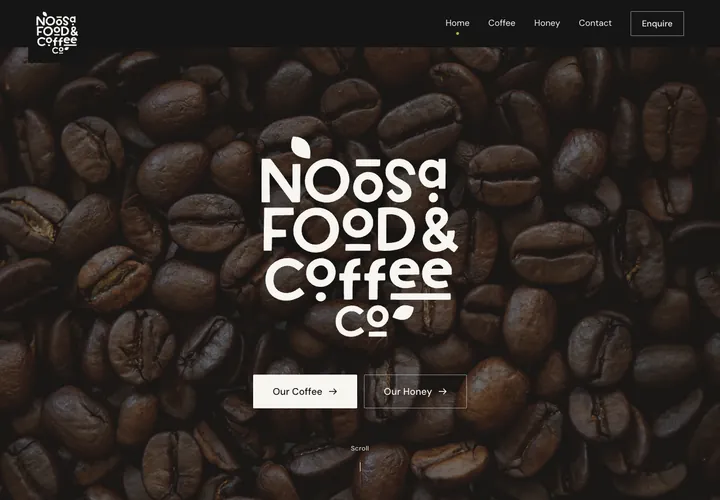 NOosa
FOOD &
Coffee
Co
Home
Coffee
Honey
Contact
Enquire
NOosa
FOOD &
Coffee
Co
Our Coffee →
Our Honey →
Scroll